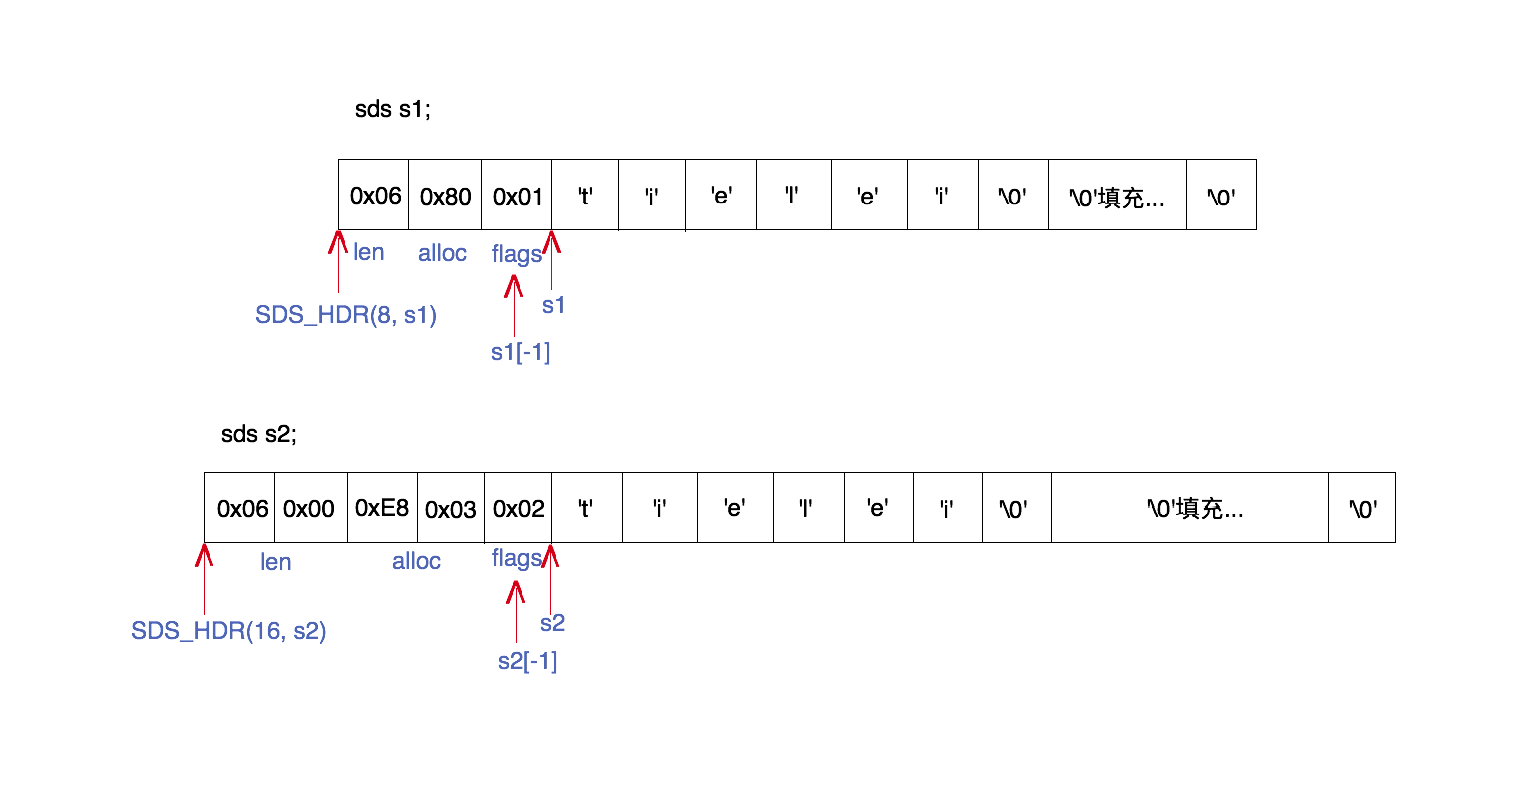 sds s1;
0x06 0x80 0x01 't' 'i' 'e' 'l' 'e' 'i' '\0' '\0'填充... '\0'
len alloc flags
s1
SDS_HDR(8, s1)
s1[-1]
sds s2;
0x06 0x00 0xE8 0x03 0x02 't' 'i' 'e' 'l' 'e' 'i' '\0' '\0'填充... '\0'
len alloc flags
s2
SDS_HDR(16, s2)
s2[-1]